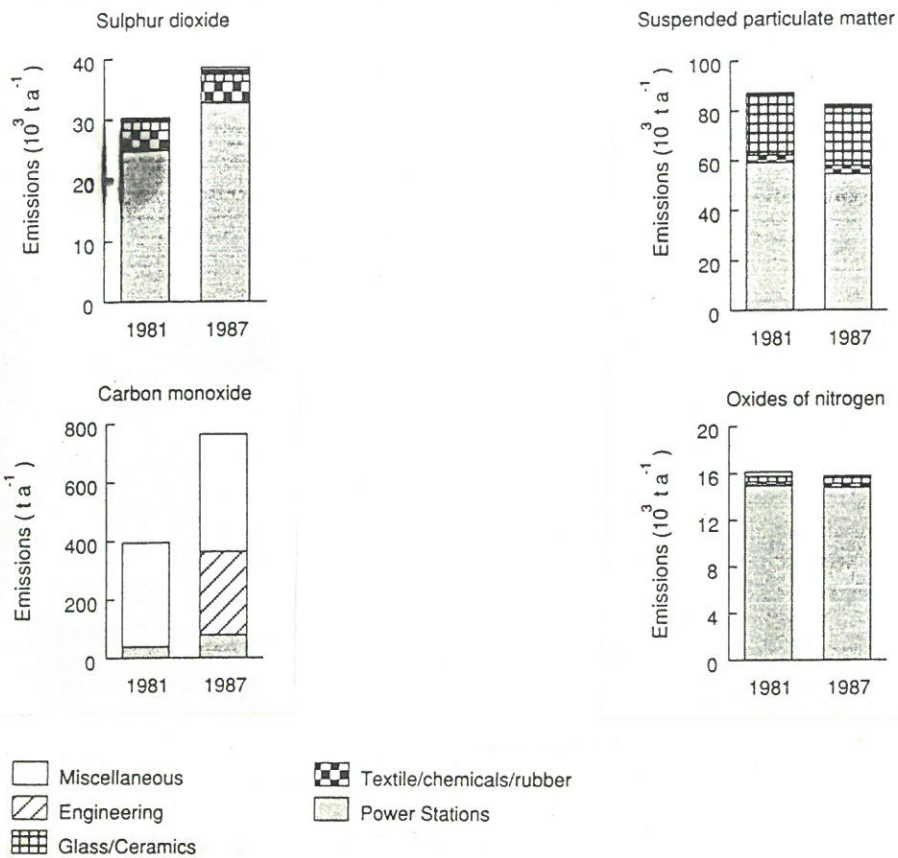 Sulphur dioxide
Emissions (10³ t a⁻¹)
40
30
20
10
0
1981 1987
Suspended particulate matter
Emissions (10³ t a⁻¹)
100
80
60
40
20
0
1981 1987
Carbon monoxide
Emissions ( t a⁻¹)
800
600
400
200
0
1981 1987
Oxides of nitrogen
Emissions (10³ t a⁻¹)
20
16
12
8
4
0
1981 1987
Miscellaneous
Engineering
Glass/Ceramics
Textile/chemicals/rubber
Power Stations